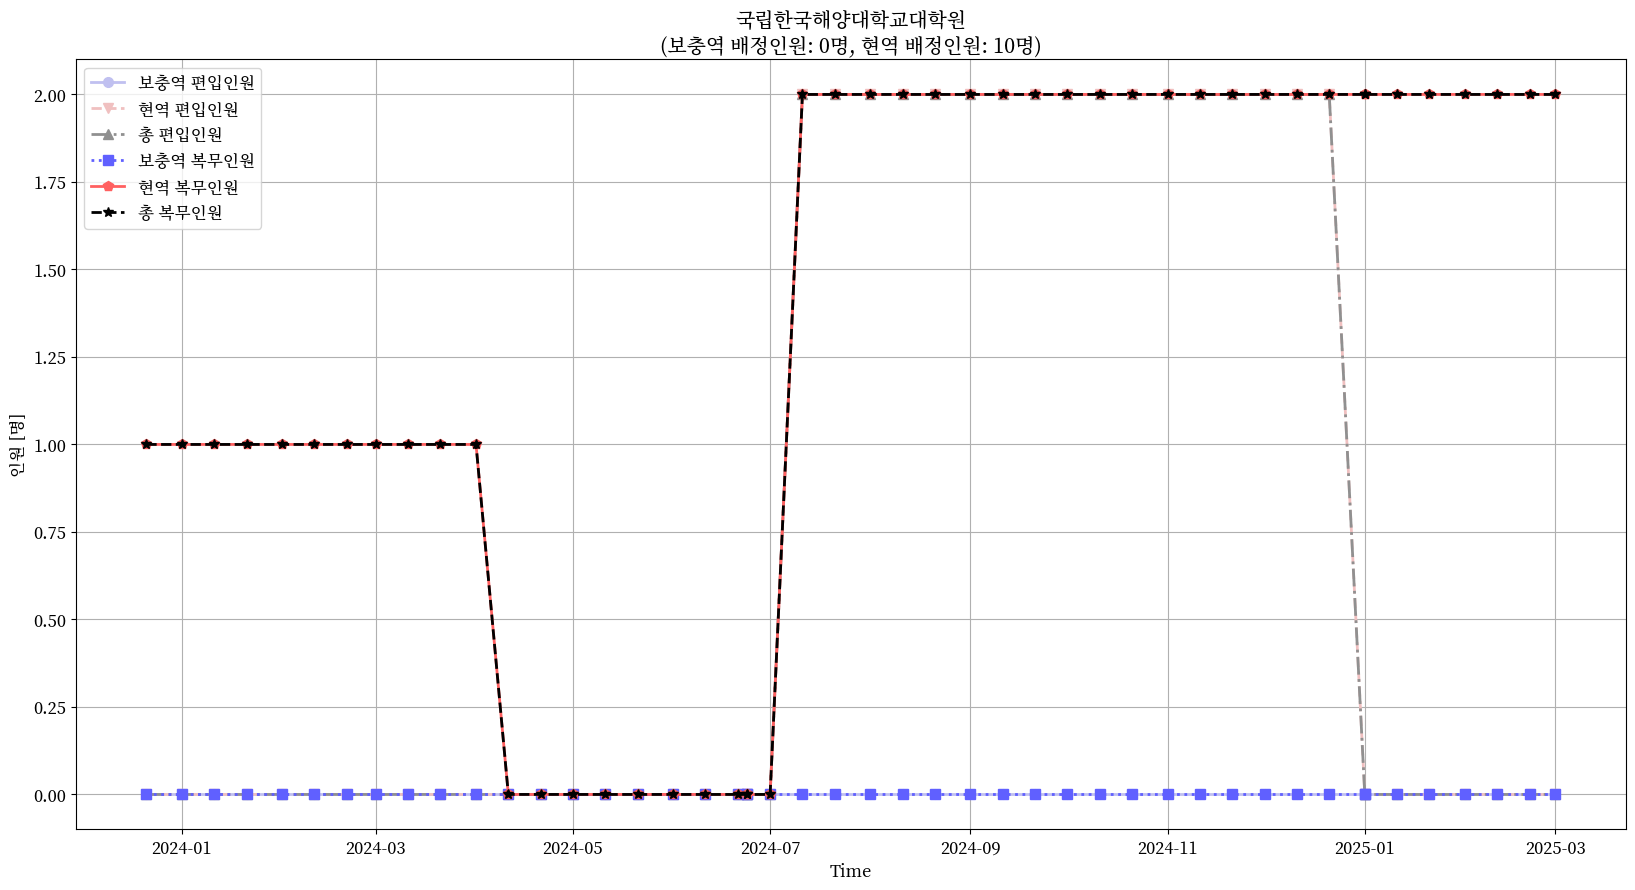 국립한국해양대학교대학원
(보충역 배정인원: 0명, 현역 배정인원: 10명)
보충역 편입인원
현역 편입인원
총 편입인원
보충역 복무인원
현역 복무인원
총 복무인원
2.00
1.75
1.50
1.25
1.00
0.75
0.50
0.25
0.00
인원 [명]
2024-01
2024-03
2024-05
2024-07
2024-09
2024-11
2025-01
2025-03
Time